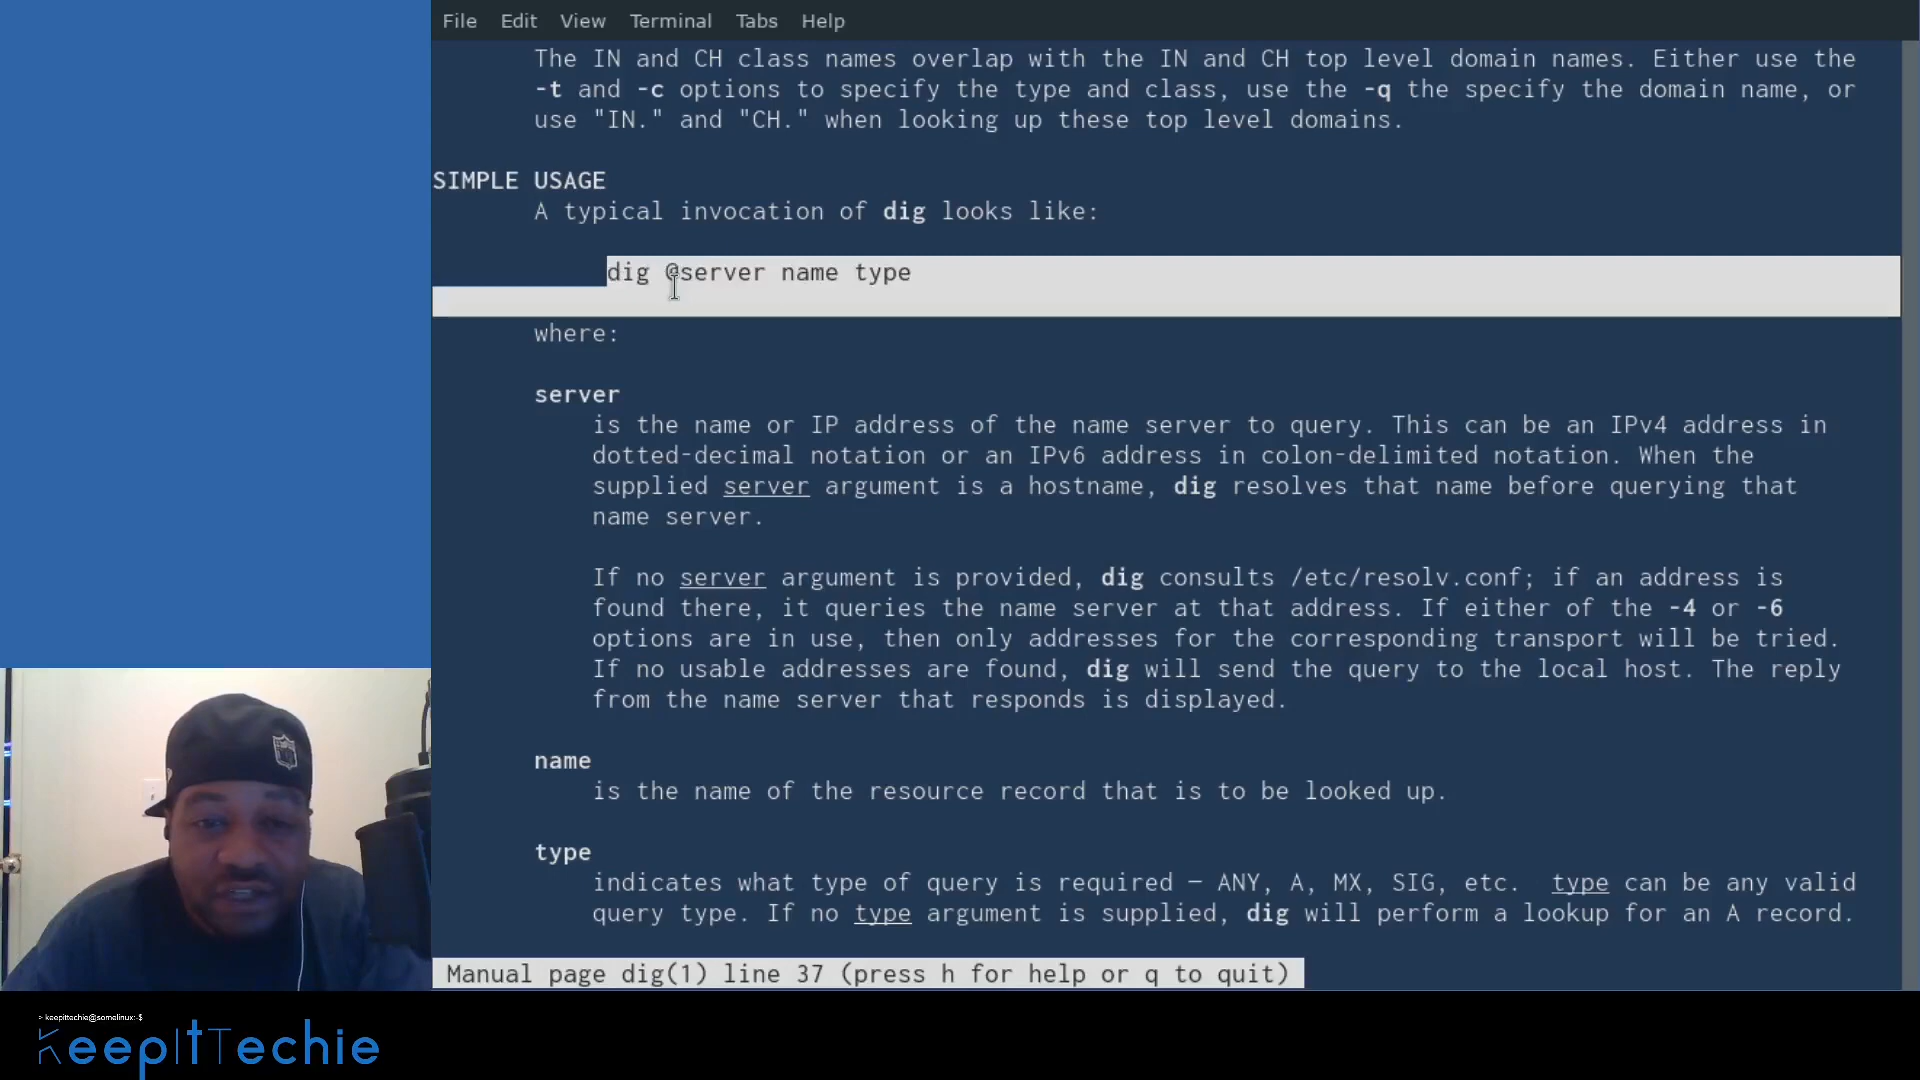 File Edit View Terminal Tabs Help
The IN and CH class names overlap with the IN and CH top level domain names. Either use the
-t and -c options to specify the type and class, use the -q the specify the domain name, or
use "IN." and "CH." when looking up these top level domains.
SIMPLE USAGE
A typical invocation of dig looks like:
dig @server name type
where:
server
is the name or IP address of the name server to query. This can be an IPv4 address in
dotted-decimal notation or an IPv6 address in colon-delimited notation. When the
supplied server argument is a hostname, dig resolves that name before querying that
name server.
If no server argument is provided, dig consults /etc/resolv.conf; if an address is
found there, it queries the name server at that address. If either of the -4 or -6
options are in use, then only addresses for the corresponding transport will be tried.
If no usable addresses are found, dig will send the query to the local host. The reply
from the name server that responds is displayed.
name
is the name of the resource record that is to be looked up.
type
indicates what type of query is required — ANY, A, MX, SIG, etc. type can be any valid
query type. If no type argument is supplied, dig will perform a lookup for an A record.
Manual page dig(1) line 37 (press h for help or q to quit)
NFL
> keepittechie@somelinux:-$
KeepItTechie